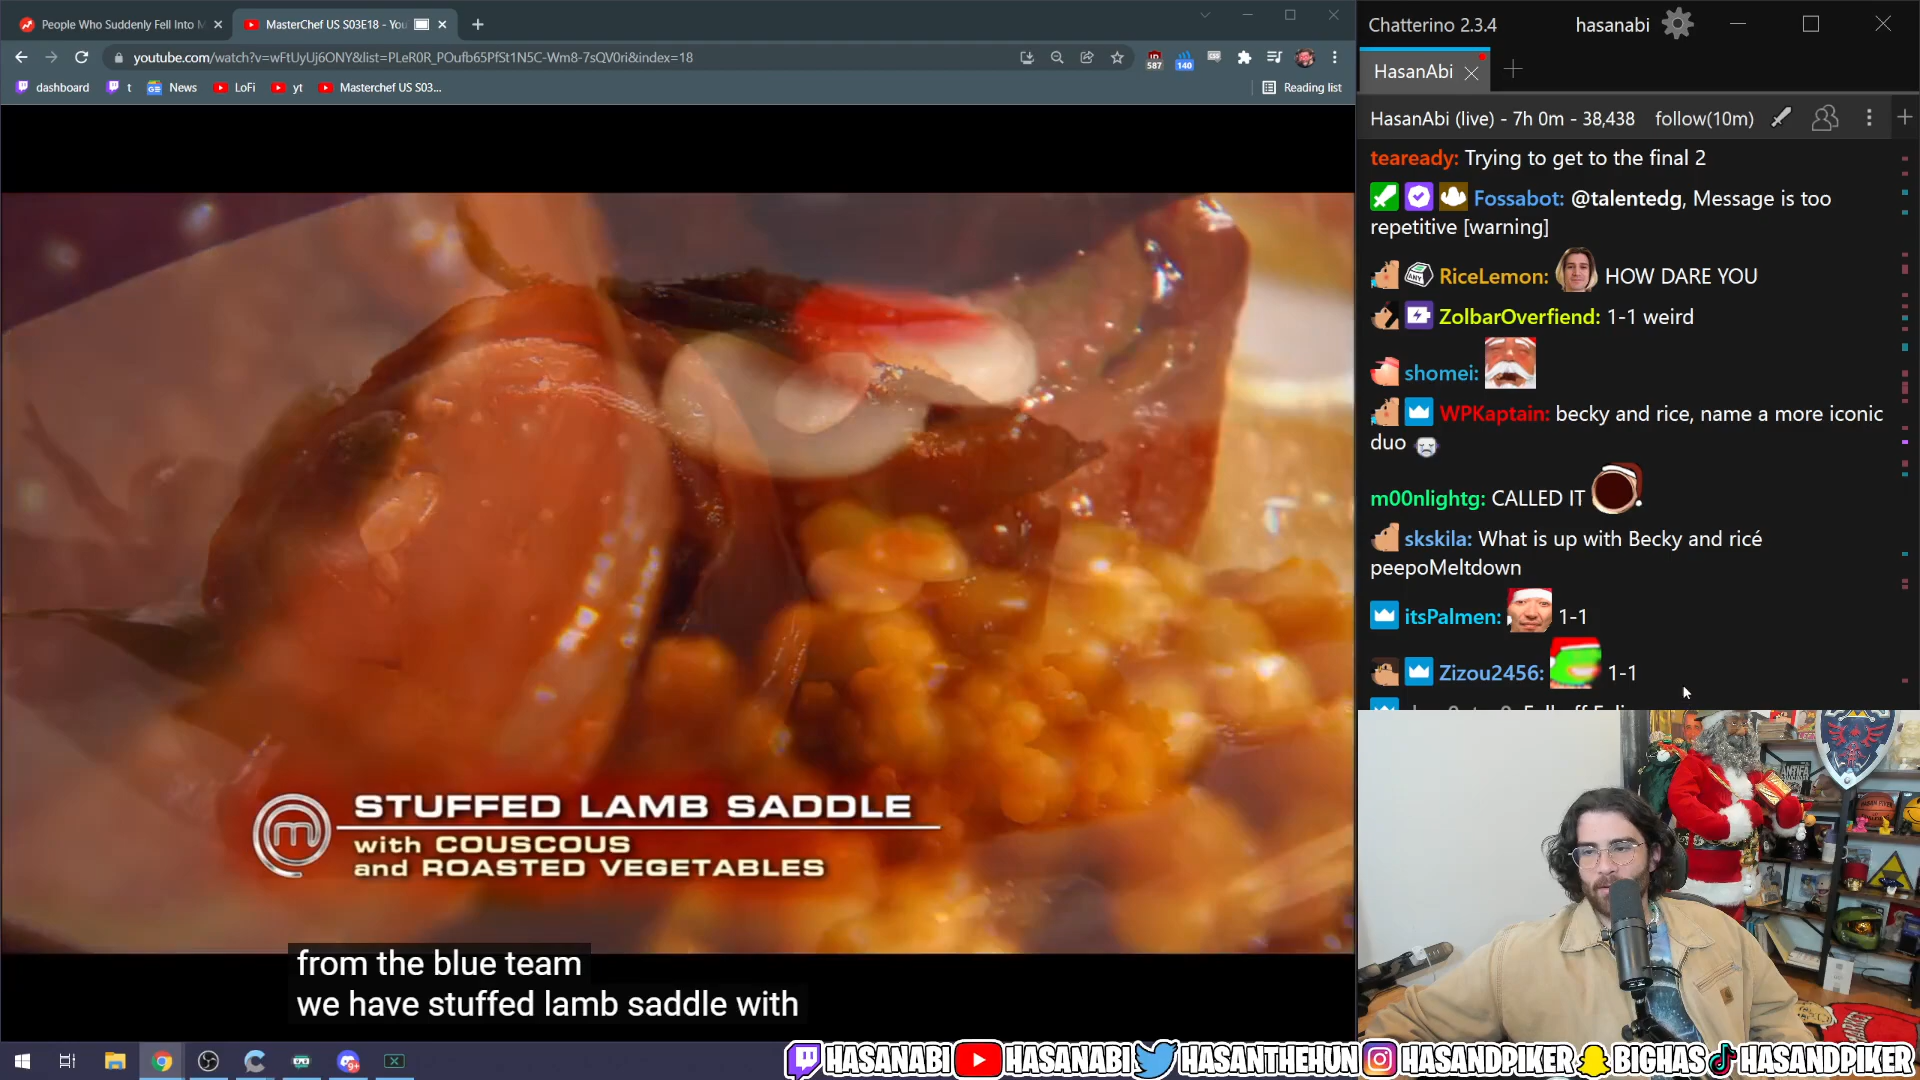 People Who Suddenly Fell Into M
MasterChef US S03E18 - You
youtube.com/watch?v=wFtUyUj6ONY&list=PLeR0R_POufb65PfSt1N5C-Wm8-7sQV0ri&index=18
587
140
dashboard
t
News
LoFi
yt
Masterchef US S03...
Reading list
STUFFED LAMB SADDLE
with COUSCOUS
and ROASTED VEGETABLES
from the blue team
we have stuffed lamb saddle with
Chatterino 2.3.4
hasanabi
HasanAbi
HasanAbi (live) - 7h 0m - 38,438
follow(10m)
teaready: Trying to get to the final 2
Fossabot: @talentedg, Message is too
repetitive [warning]
RiceLemon: HOW DARE YOU
ZolbarOverfiend: 1-1 weird
shomei:
WPKaptain: becky and rice, name a more iconic
duo
m00nlightg: CALLED IT
skskila: What is up with Becky and ricé
peepoMeltdown
itsPalmen: 1-1
Zizou2456: 1-1
9+
HASANABI
HASANABI
HASANTHEHUN
HASANDPIKER
BIGHAS
HASANDPIKER